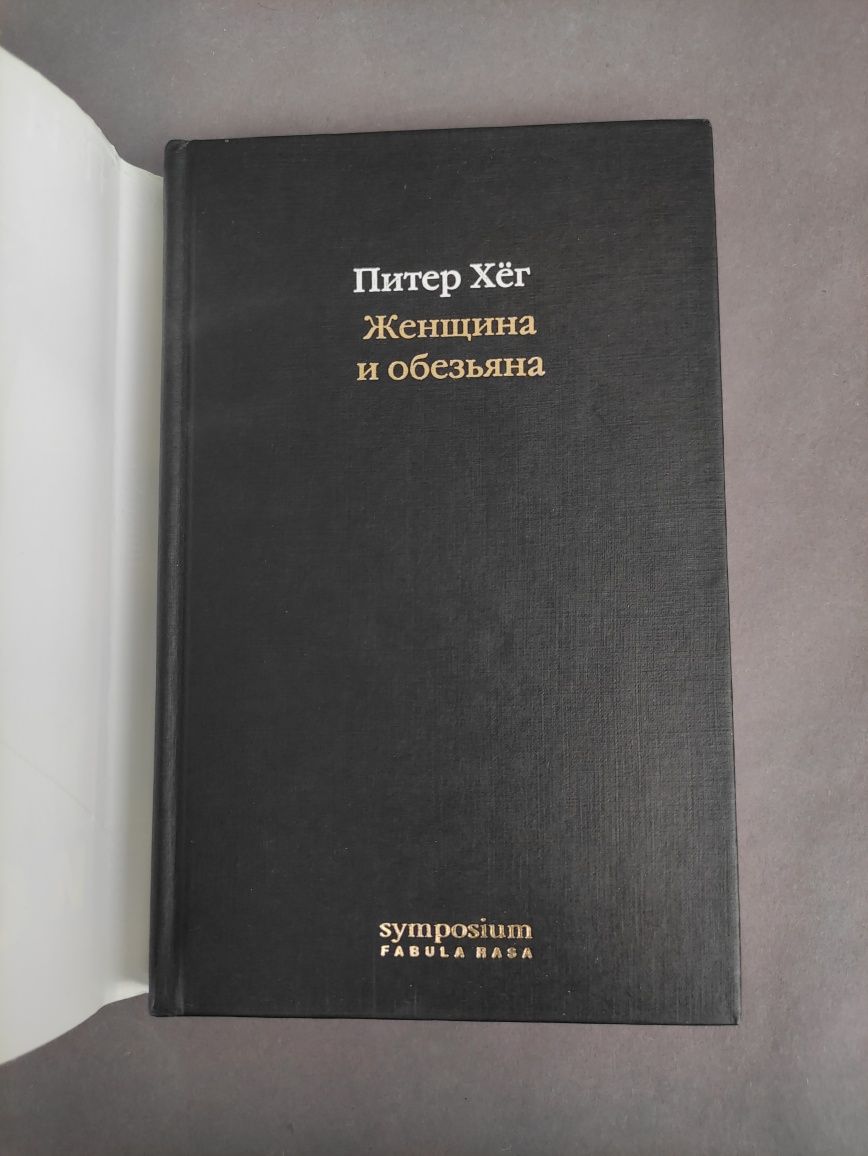 Питер Хёг
Женщина
и обезьяна
symposium
FABULA RASA